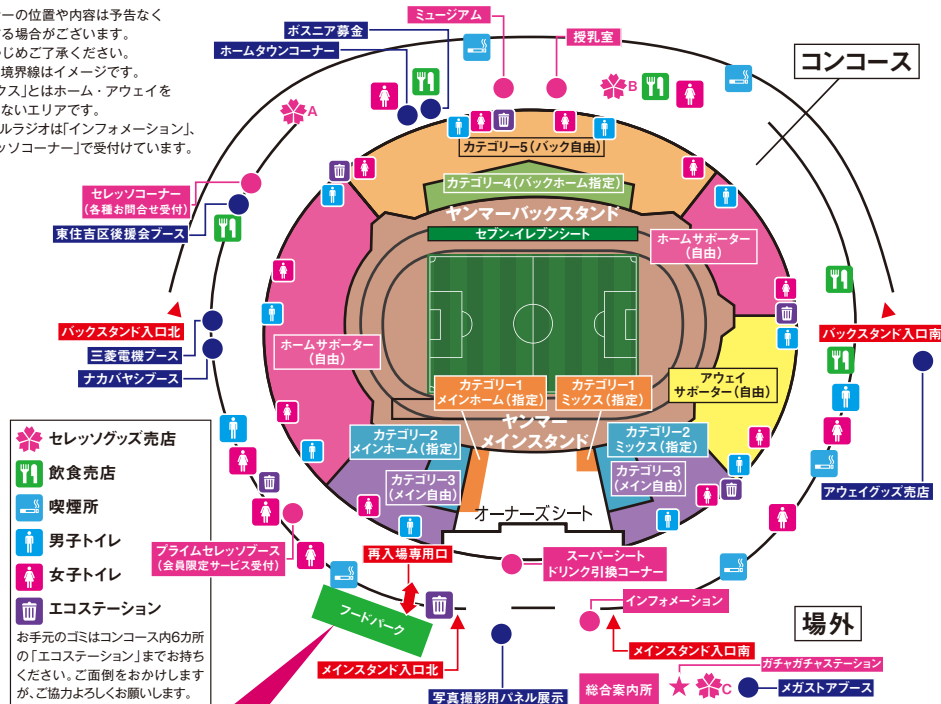 ーの位置や内容は予告なく
る場合がございます。
じめご了承ください。
境界線はイメージです。
クス」とはホーム・アウェイを
ないエリアです。
ルラジオは「インフォメーション」、
ッソコーナー」で受付けています。
ミュージアム
ボスニア募金
ホームタウンコーナー
授乳室
コンコース
A
B
セレッソコーナー
(各種お問合せ受付)
東住吉区後援会ブース
カテゴリー5(バック自由)
カテゴリー4(バックホーム指定)
ヤンマーバックスタンド
セブン-イレブンシート
ホームサポーター
(自由)
バックスタンド入口北
三菱電機ブース
ナカバヤシブース
ホームサポーター
(自由)
バックスタンド入口南
アウェイ
サポーター(自由)
カテゴリー1
メインホーム(指定)
カテゴリー1
ミックス(指定)
ヤンマー
メインスタンド
カテゴリー2
メインホーム(指定)
カテゴリー2
ミックス(指定)
カテゴリー3
(メイン自由)
カテゴリー3
(メイン自由)
オーナーズシート
アウェイグッズ売店
セレッソグッズ売店
飲食売店
喫煙所
男子トイレ
女子トイレ
エコステーション
お手元のゴミはコンコース内6カ所
の「エコステーション」までお持ち
ください。ご面倒をおかけします
が、ご協力よろしくお願いします。
プライムセレッソブース
(会員限定サービス受付)
再入場専用口
スーパーシート
ドリンク引換コーナー
フードパーク
インフォメーション
場外
メインスタンド入口北
メインスタンド入口南
写真撮影用パネル展示
ガチャガチャステーション
総合案内所
C
メガストアブース